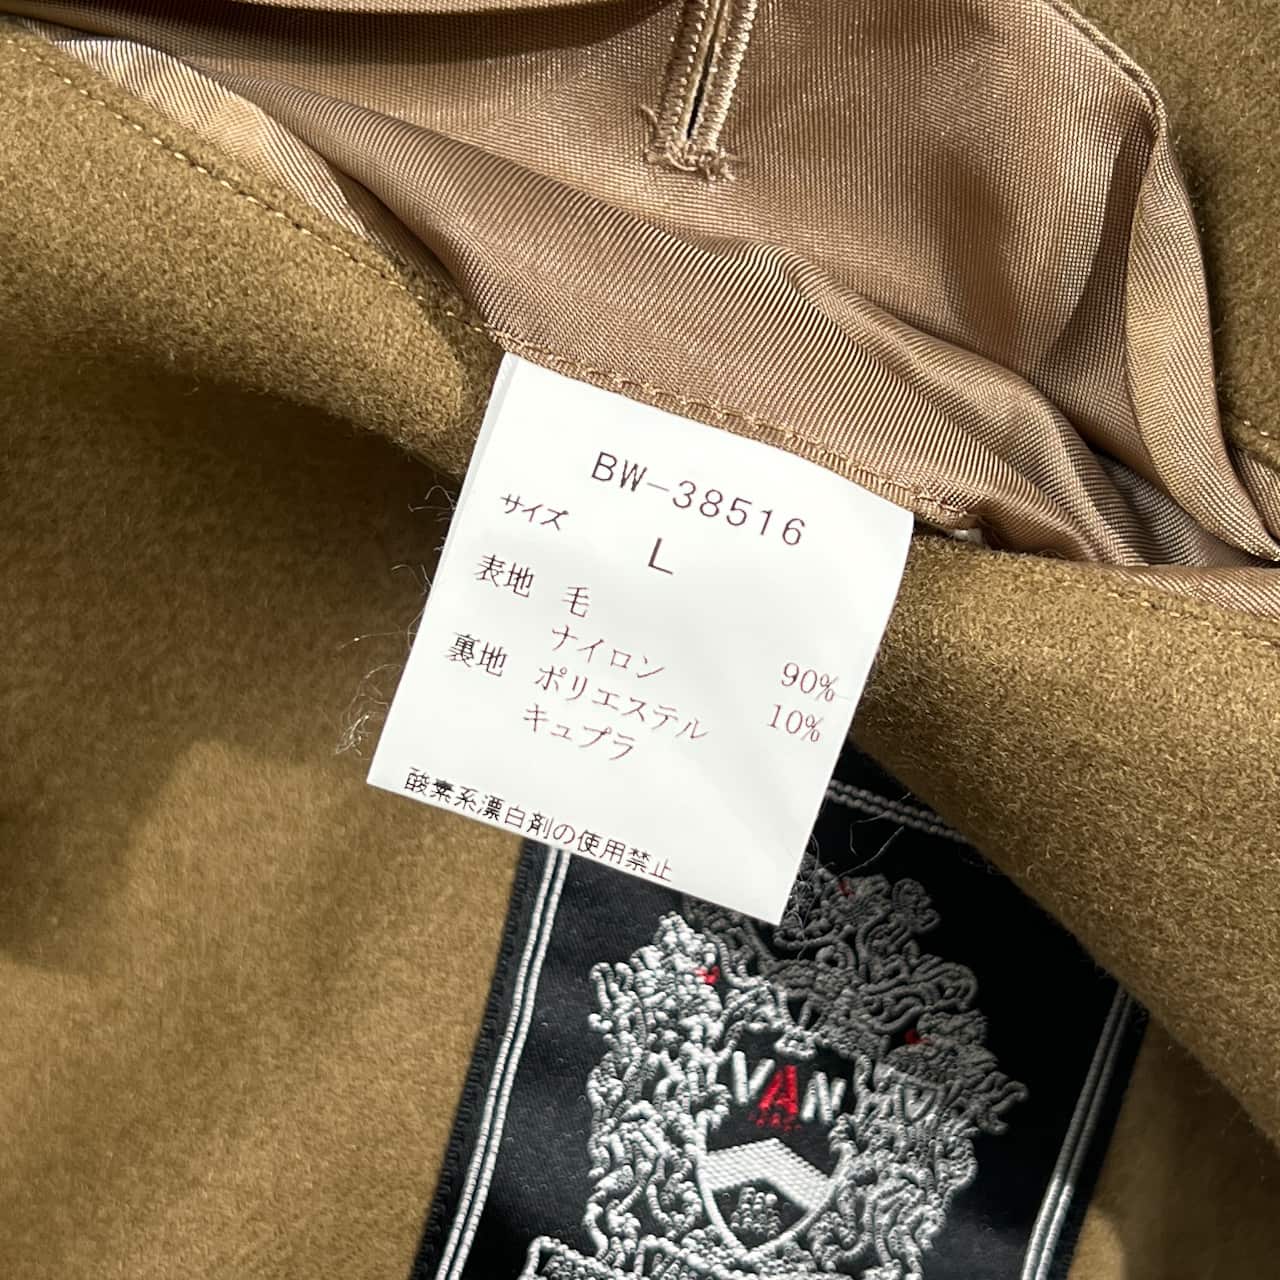 BW-38516
サイズ
L
表地 毛 90%
ナイロン 10%
裏地 ポリエステル
キュプラ
酸素系漂白剤の使用禁止
VAN
FOR